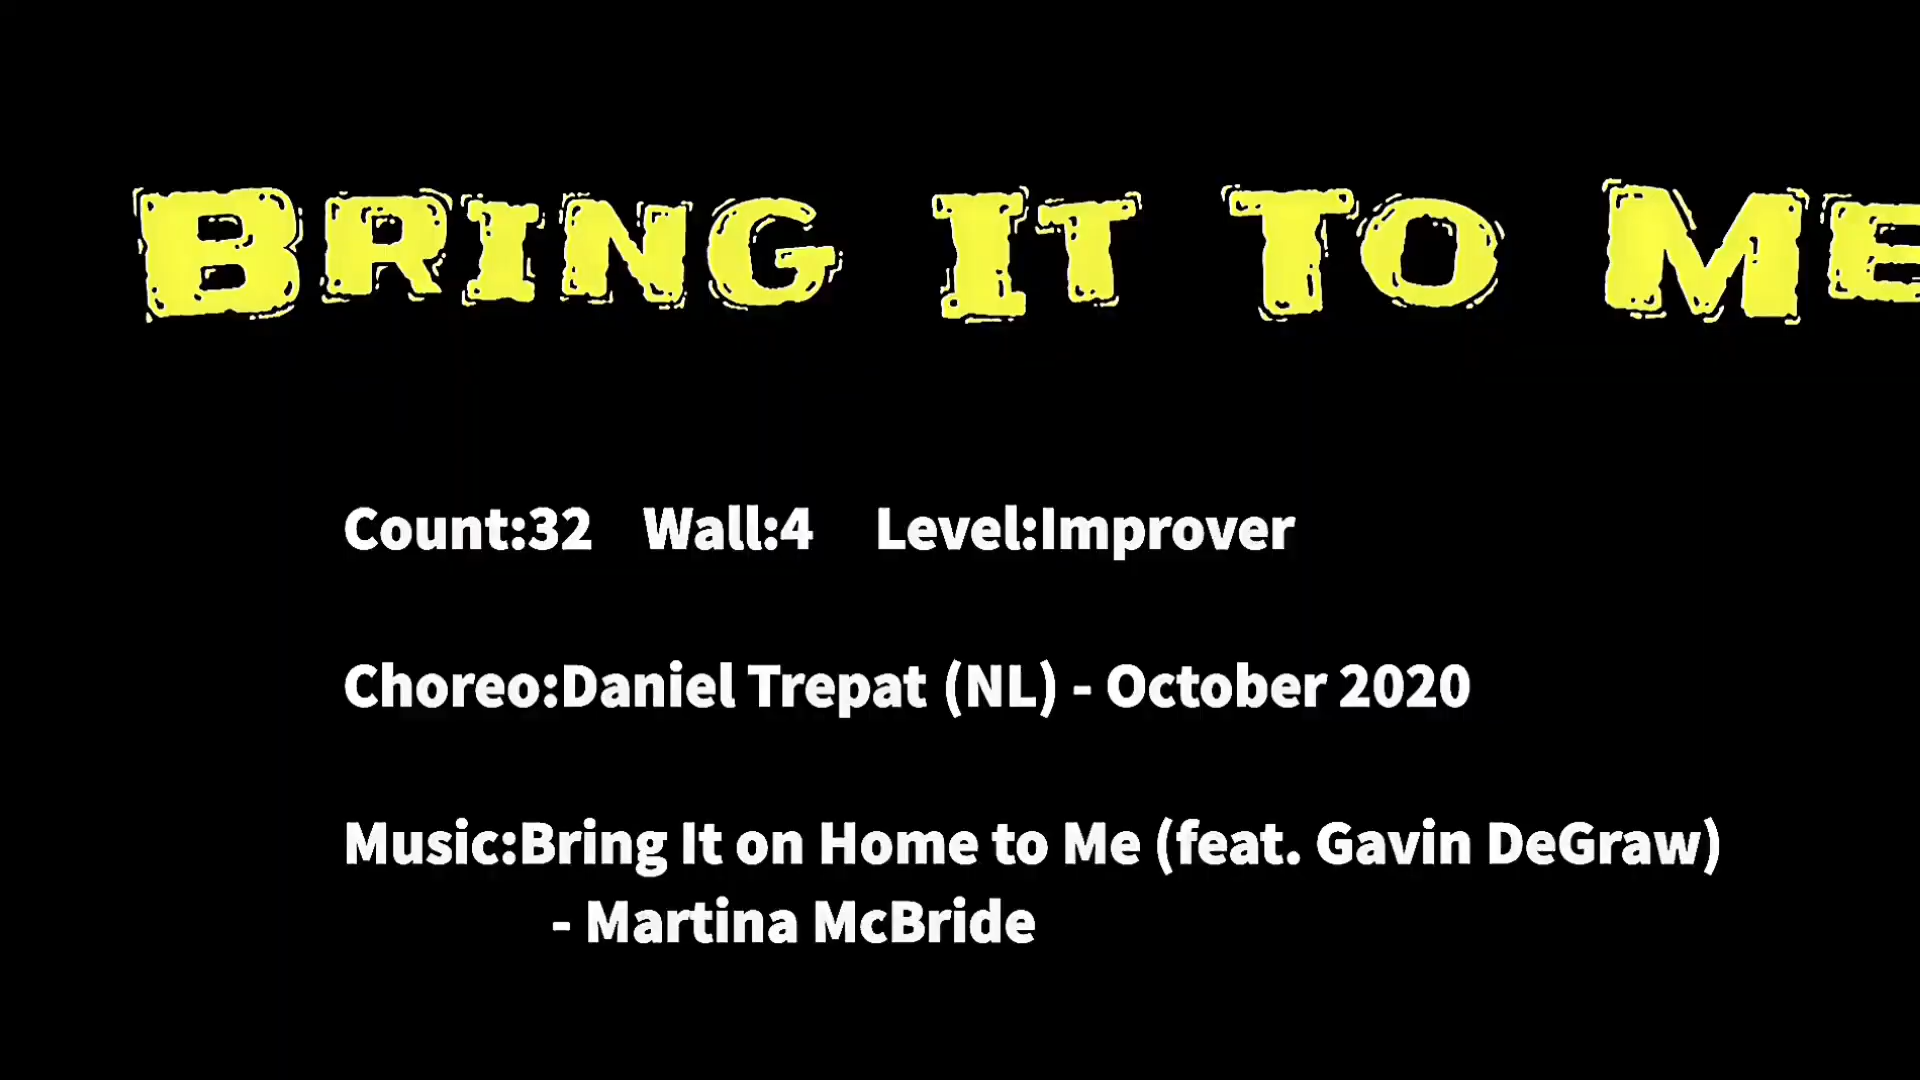 Bring It To Me
Count:32 Wall:4 Level:Improver
Choreo:Daniel Trepat (NL) - October 2020
Music:Bring It on Home to Me (feat. Gavin DeGraw)
- Martina McBride